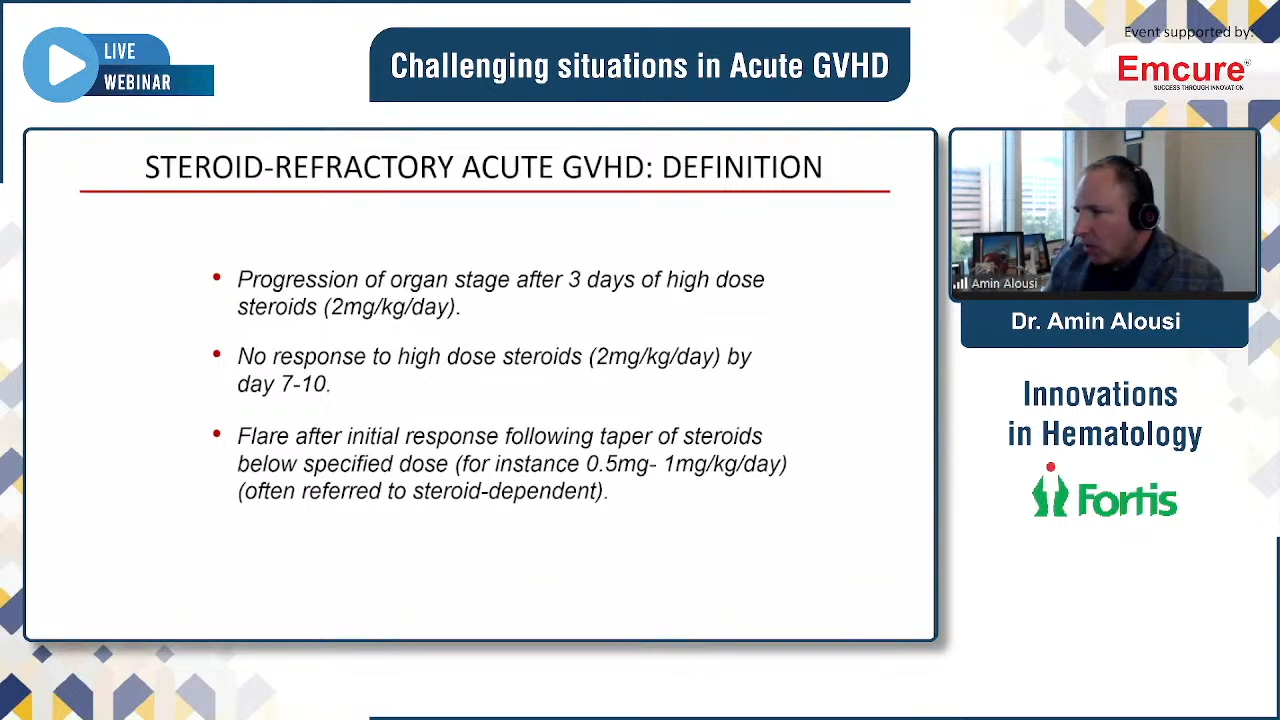 LIVE
WEBINAR
Challenging situations in Acute GVHD
Event supported by:
Emcure®
SUCCESS THROUGH INNOVATION
STEROID-REFRACTORY ACUTE GVHD: DEFINITION
• Progression of organ stage after 3 days of high dose
steroids (2mg/kg/day).
• No response to high dose steroids (2mg/kg/day) by
day 7-10.
• Flare after initial response following taper of steroids
below specified dose (for instance 0.5mg- 1mg/kg/day)
(often referred to steroid-dependent).
Amin Alousi
Dr. Amin Alousi
Innovations
in Hematology
Fortis